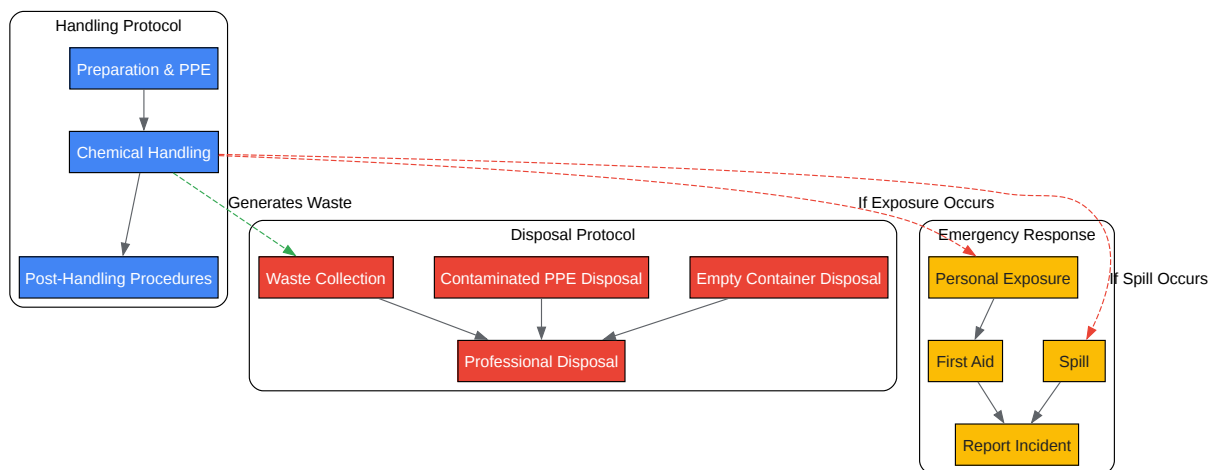 Handling Protocol
Preparation & PPE
Chemical Handling
Generates Waste
If Exposure Occurs
Disposal Protocol
Emergency Response
Post-Handling Procedures
Waste Collection
Contaminated PPE Disposal
Empty Container Disposal
Personal Exposure
If Spill Occurs
Professional Disposal
First Aid
Spill
Report Incident